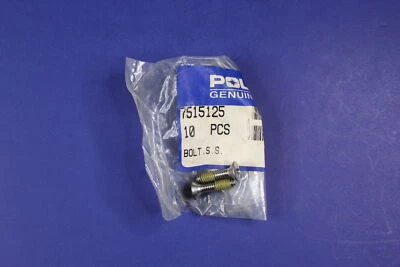 POL
GENUIN
7515125
10 PCS
BOLT.S.S.